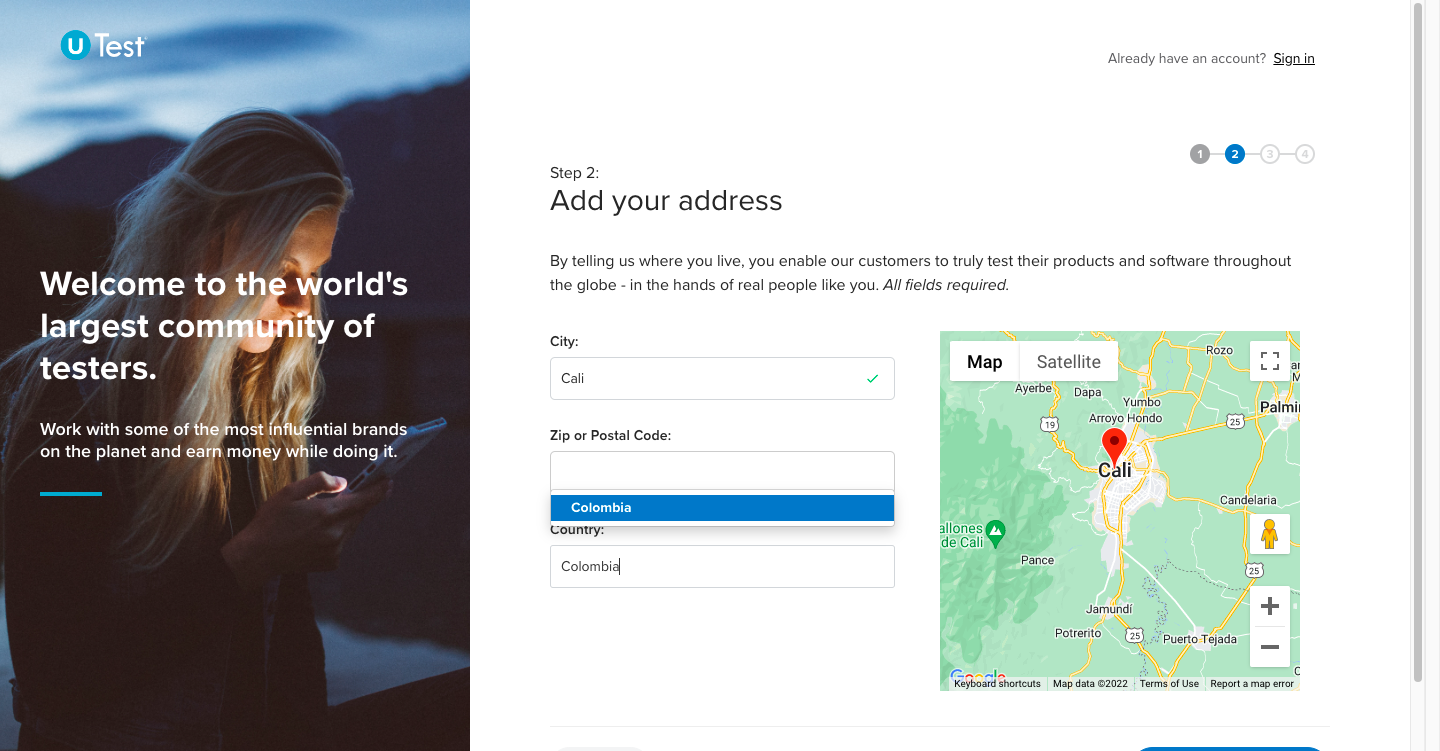 U Test
Already have an account? Sign in
1 2 3 4
Step 2:
Add your address
Welcome to the world's
largest community of
testers.
Work with some of the most influential brands
on the planet and earn money while doing it.
By telling us where you live, you enable our customers to truly test their products and software throughout
the globe - in the hands of real people like you. All fields required.
City:
Cali
Zip or Postal Code:
Colombia
Country:
Colombia
Map Satellite
Rozo
Ayerbe
Dapa
Yumbo
Arroyo Hondo
19
25
Cali
Candelaria
Pance
25
Jamundí
Potrerito
25
Puerto Tejada
Google
Keyboard shortcuts Map data ©2022 Terms of Use Report a map error